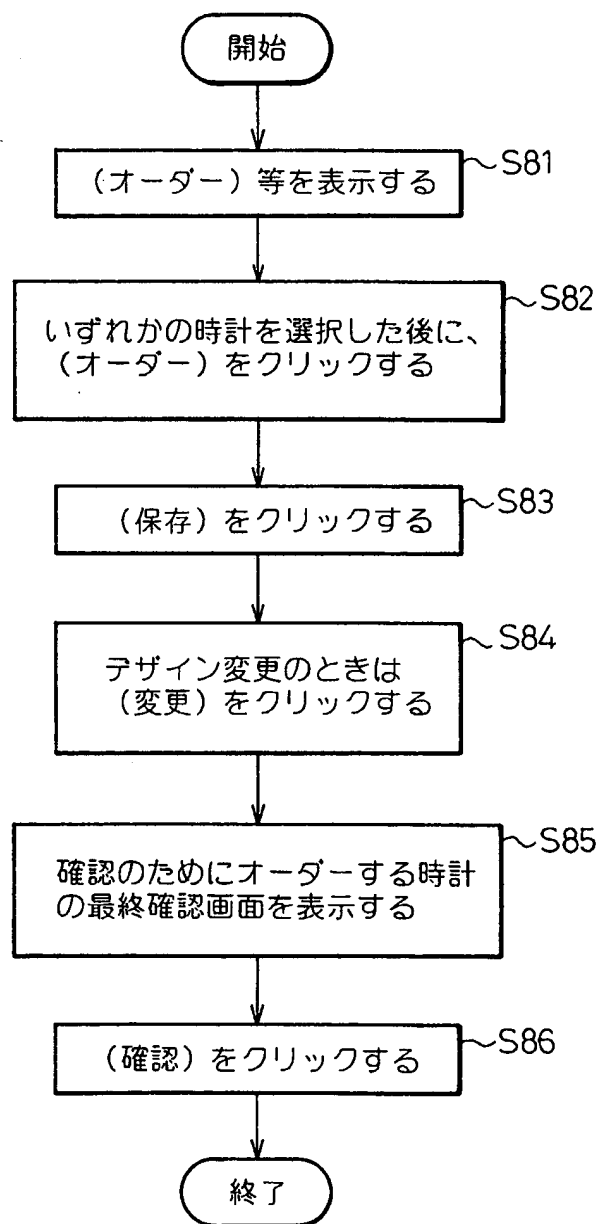 開始
(オーダー)等を表示する
S81
いずれかの時計を選択した後に、
(オーダー)をクリックする
S82
(保存)をクリックする
S83
デザイン変更のときは
(変更)をクリックする
S84
確認のためにオーダーする時計
の最終確認画面を表示する
S85
(確認)をクリックする
S86
終了